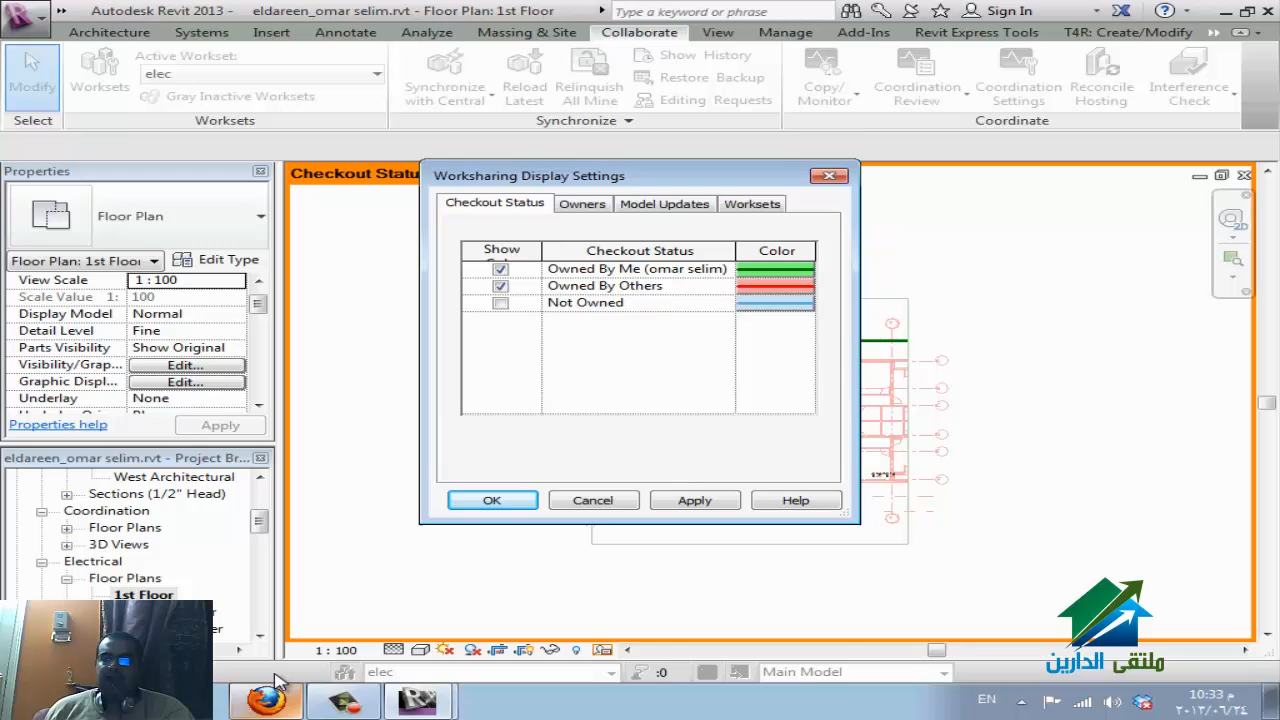 Autodesk Revit 2013 - eldareen_omar selim.rvt - Floor Plan: 1st Floor Type a keyword or phrase Sign In
Architecture Systems Insert Annotate Analyze Massing & Site Collaborate View Manage Add-Ins Revit Express Tools T4R: Create/Modify
Modify
Select
Worksets
Active Workset:
elec
Gray Inactive Worksets
Worksets
Synchronize with Central
Reload Latest
Relinquish All Mine
Show History
Restore Backup
Editing Requests
Synchronize
Copy/ Monitor
Coordination Review
Coordination Settings
Reconcile Hosting
Interference Check
Coordinate
Properties
Floor Plan
Floor Plan: 1st Floor Edit Type
View Scale 1 : 100
Scale Value 1: 100
Display Model Normal
Detail Level Fine
Parts Visibility Show Original
Visibility/Grap... Edit...
Graphic Displ... Edit...
Underlay None
Properties help Apply
eldareen_omar selim.rvt - Project Br...
West Architectural
Sections (1/2" Head)
Coordination
Floor Plans
3D Views
Electrical
Floor Plans
1st Floor
Checkout Statu
Worksharing Display Settings
Checkout Status Owners Model Updates Worksets
Show Checkout Status Color
Owned By Me (omar selim)
Owned By Others
Not Owned
OK Cancel Apply Help
2D
ملتقى الدارين
1 : 100
elec :0 Main Model
EN
10:33 م
٢٠١٣/٠٦/٢٤